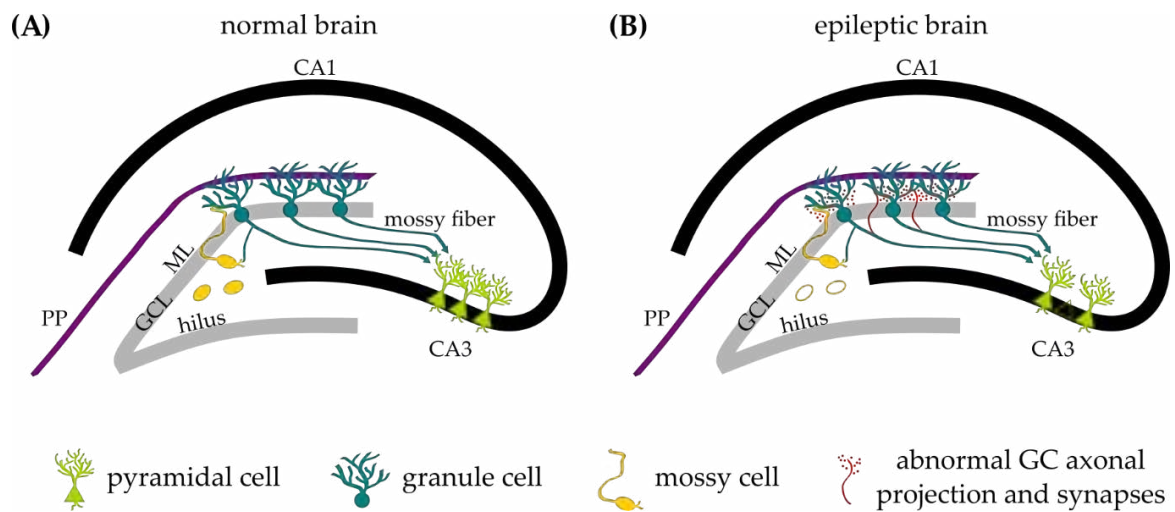 (A)
normal brain
CA1
mossy fiber
ML
GCL
PP
hilus
CA3
(B)
epileptic brain
CA1
mossy fiber
ML
GCL
PP
hilus
CA3
pyramidal cell
granule cell
mossy cell
abnormal GC axonal
projection and synapses